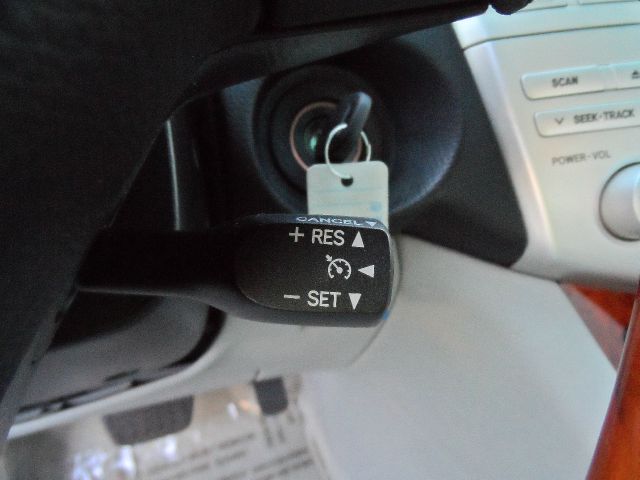 SCAN
SEEK•TRACK
POWER•VOL
CANCEL
+ RES
− SET